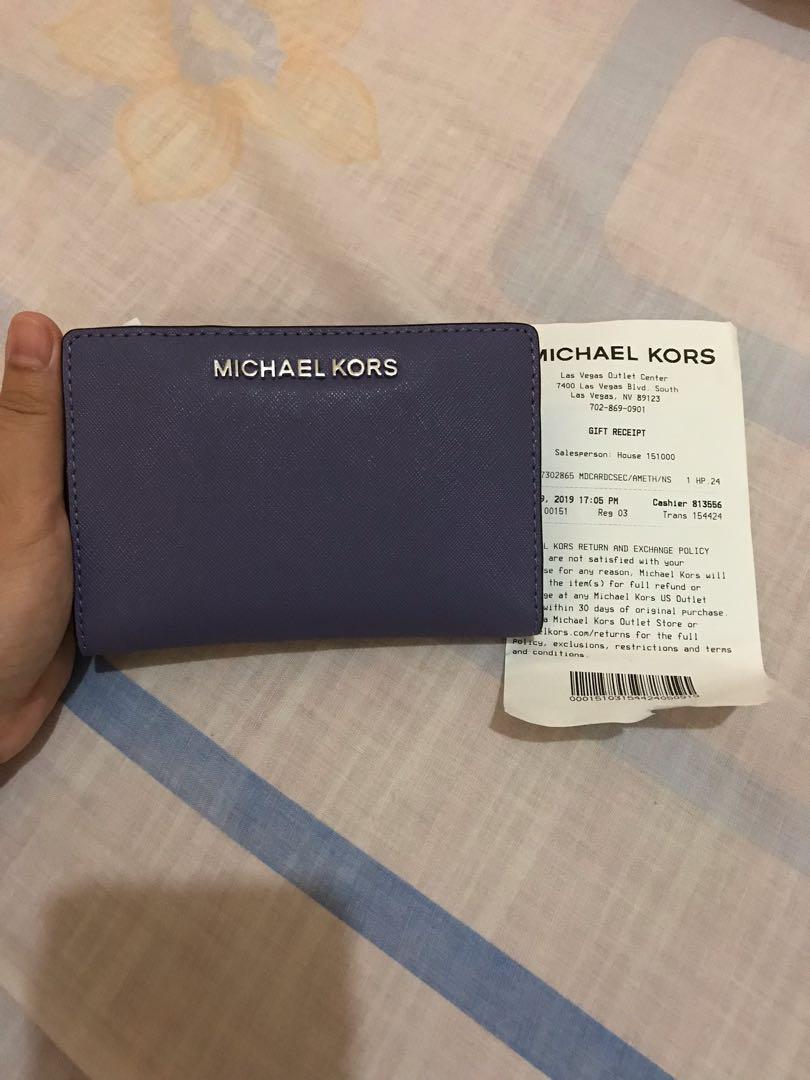 MICHAEL KORS
MICHAEL KORS
Las Vegas Outlet Center
7400 Las Vegas Blvd. South
Las Vegas, NV 89123
702-869-0901
GIFT RECEIPT
Salesperson: House 151000
7302865 MDCARDCSEC/AMETH/NS 1 HP.24
9, 2019 17:05 PM Cashier 813556
00151 Reg 03 Trans 154424
L KORS RETURN AND EXCHANGE POLICY
are not satisfied with your
se for any reason, Michael Kors will
the item(s) for full refund or
ge at any Michael Kors US Outlet
within 30 days of original purchase.
a Michael Kors Outlet Store or
elkors.com/returns for the full
Policy, exclusions, restrictions and terms
and conditions.